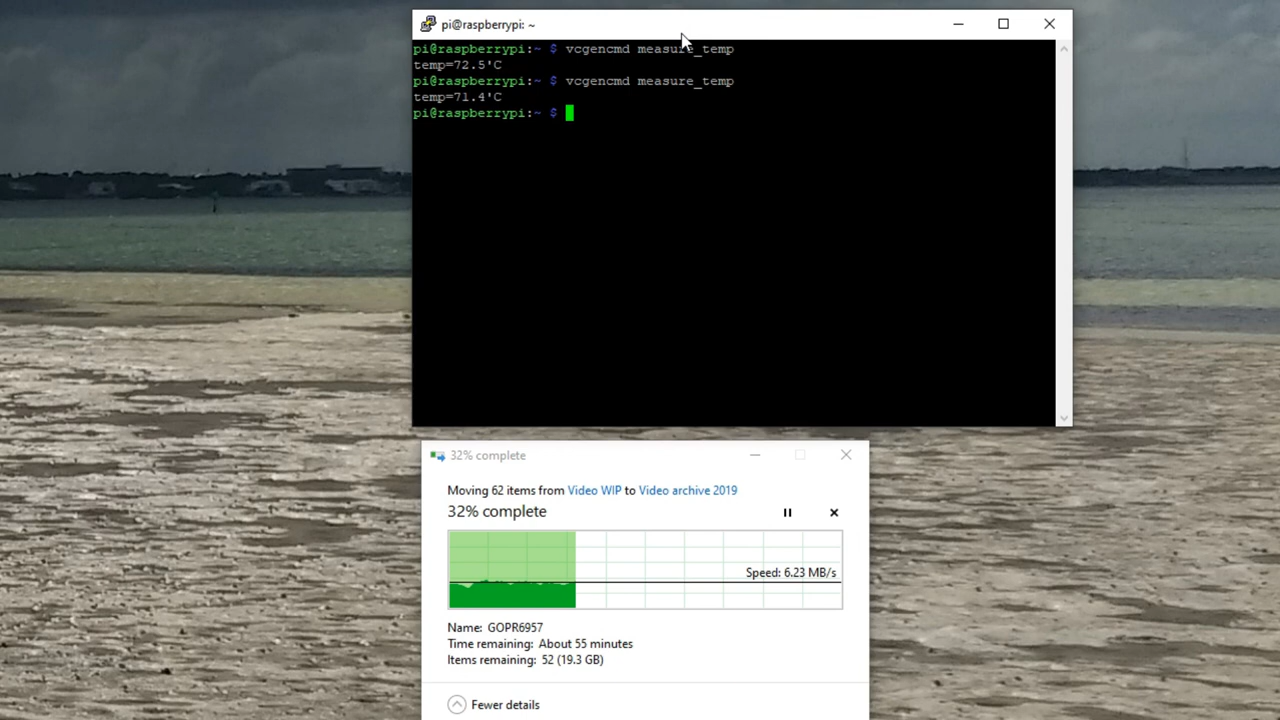 pi@raspberrypi: ~
pi@raspberrypi:~ $ vcgencmd measure_temp
temp=72.5'C
pi@raspberrypi:~ $ vcgencmd measure_temp
temp=71.4'C
pi@raspberrypi:~ $
32% complete
Moving 62 items from Video WIP to Video archive 2019
32% complete
Speed: 6.23 MB/s
Name: GOPR6957
Time remaining: About 55 minutes
Items remaining: 52 (19.3 GB)
Fewer details